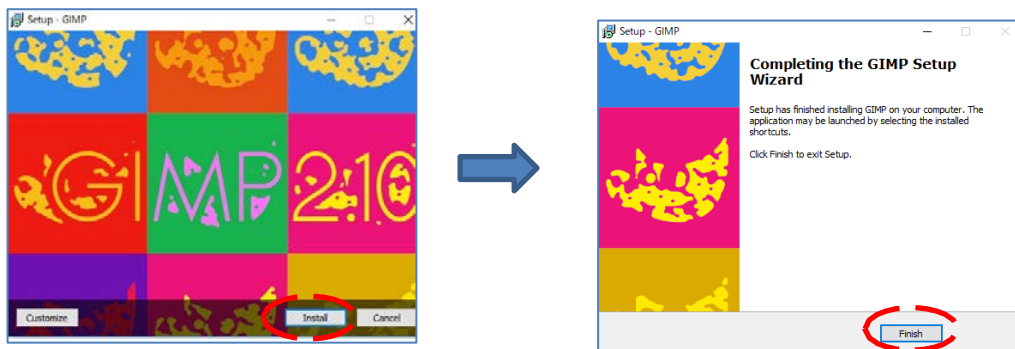 Setup - GIMP
GIMP 2.10
Customize
Install
Cancel
Setup - GIMP
Completing the GIMP Setup
Wizard
Setup has finished installing GIMP on your computer. The
application may be launched by selecting the installed
shortcuts.
Click Finish to exit Setup.
Finish